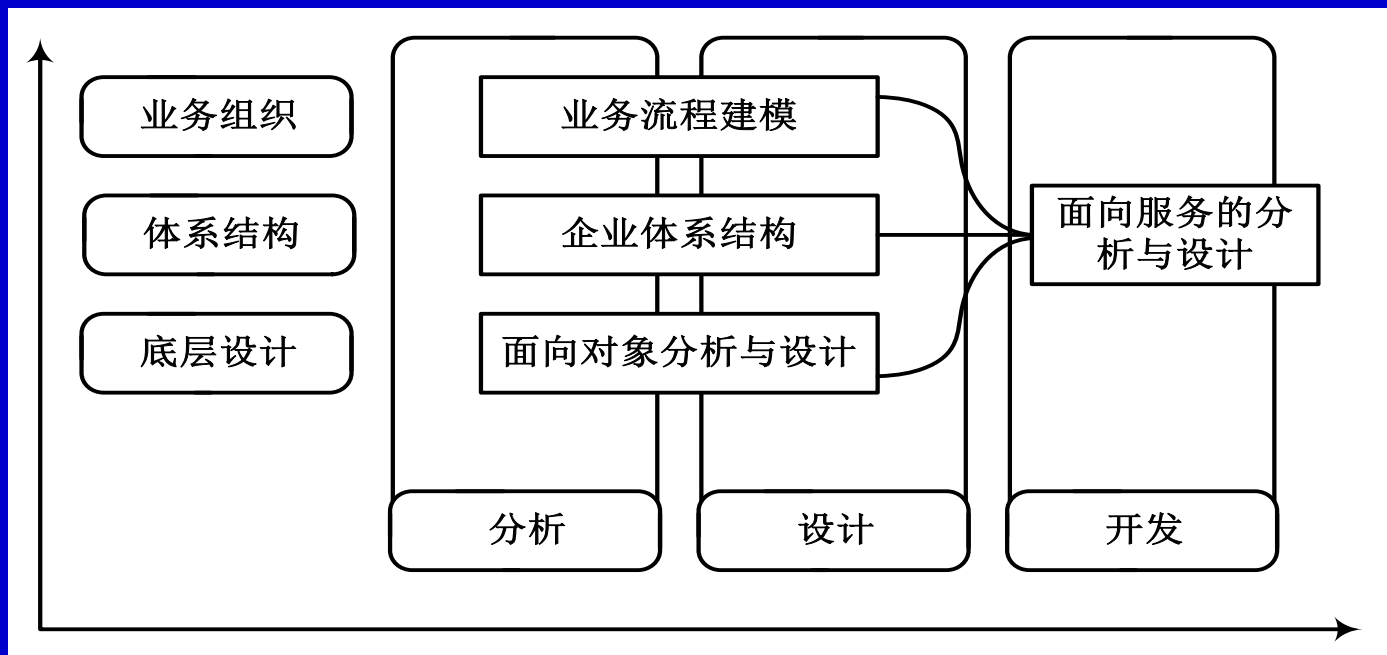 业务组织
业务流程建模
体系结构
企业体系结构
面向服务的分
析与设计
底层设计
面向对象分析与设计
分析
设计
开发